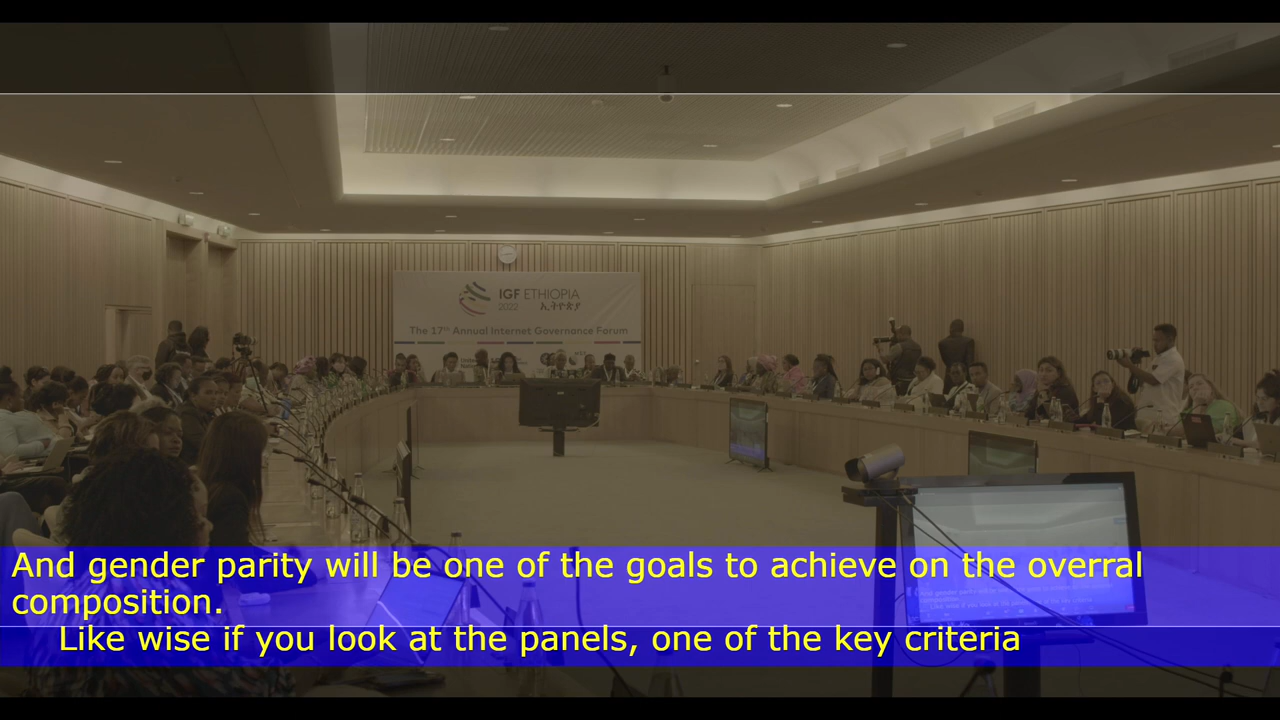 IGF ETHIOPIA
2022 ኢትዮጵያ
The 17th Annual Internet Governance Forum
And gender parity will be one of the goals to achieve on the overral
composition.
Like wise if you look at the panels, one of the key criteria